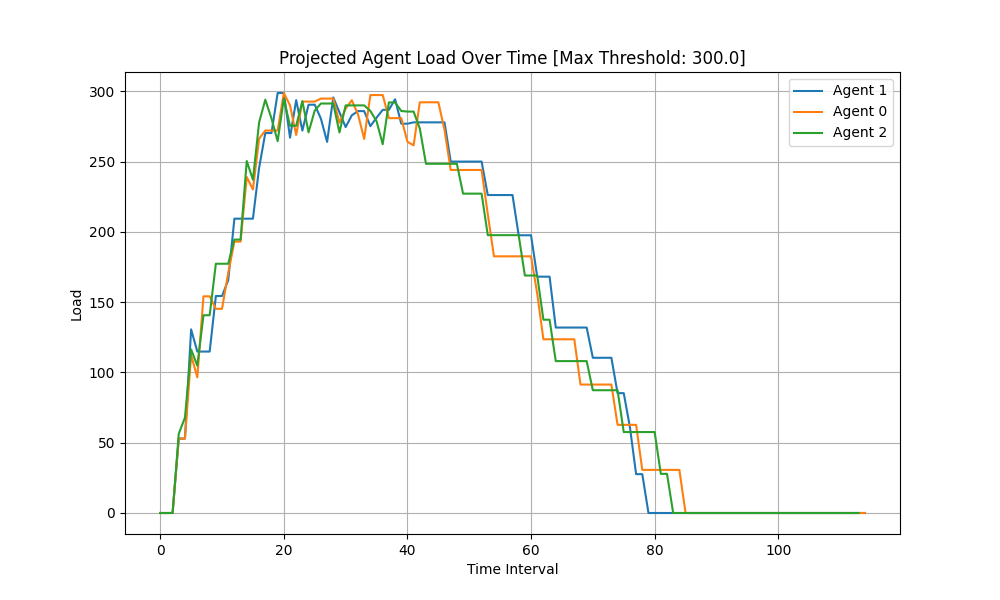 Projected Agent Load Over Time [Max Threshold: 300.0]
Agent 1
Agent 0
Agent 2
300
250
200
150
100
50
0
Load
0 20 40 60 80 100
Time Interval